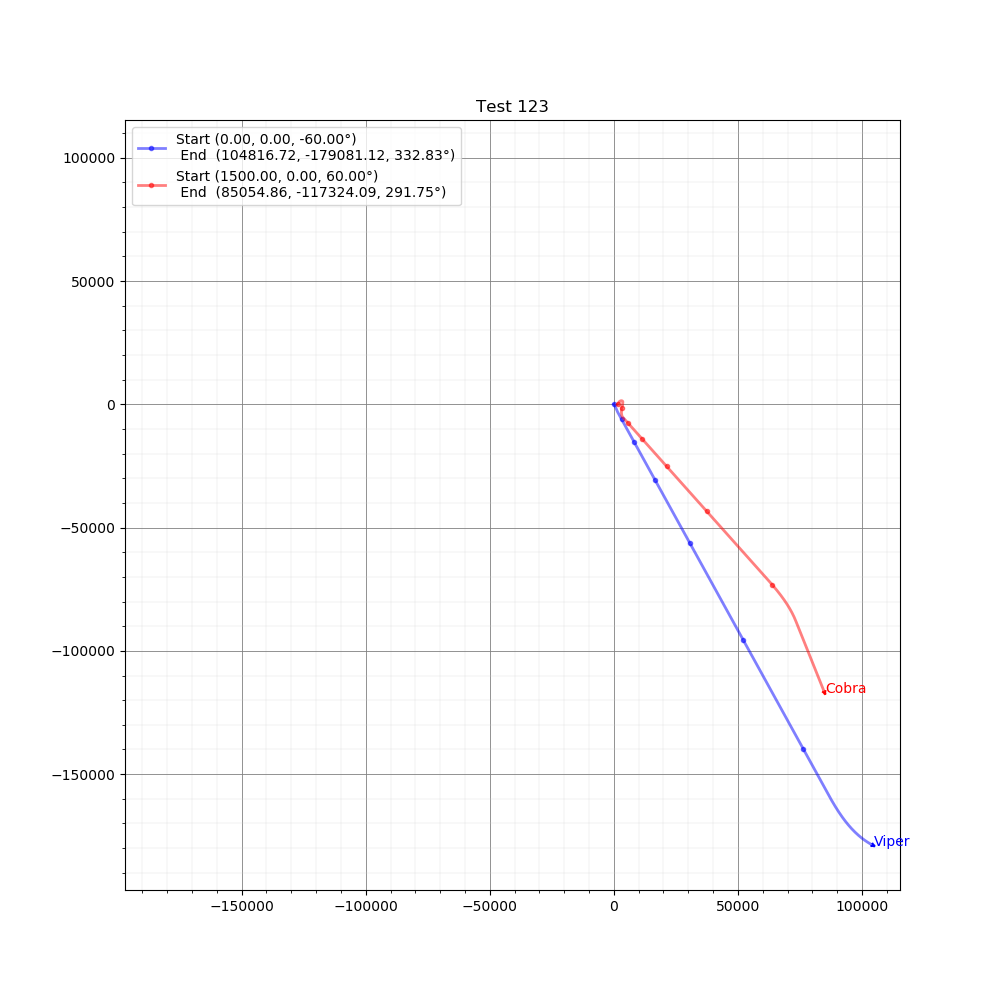 Test 123
Start (0.00, 0.00, -60.00°)
End (104816.72, -179081.12, 332.83°)
Start (1500.00, 0.00, 60.00°)
End (85054.86, -117324.09, 291.75°)
100000
50000
0
−50000
−100000
−150000
Cobra
Viper
−150000 −100000 −50000 0 50000 100000